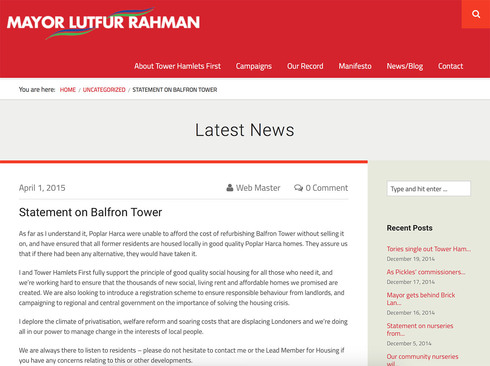 MAYOR LUTFUR RAHMAN
About Tower Hamlets First Campaigns Our Record Manifesto News/Blog Contact
You are here: HOME / UNCATEGORIZED / STATEMENT ON BALFRON TOWER
Latest News
April 1, 2015 Web Master 0 Comment
Statement on Balfron Tower
As far as I understand it, Poplar Harca were unable to afford the cost of refurbishing Balfron Tower without selling it
on, and have ensured that all former residents are housed locally in good quality Poplar Harca homes. They assure us
that if there had been any alternative, they would have taken it.
I and Tower Hamlets First fully support the principle of good quality social housing for all those who need it, and
we're working hard to ensure that the thousands of new social, living rent and affordable homes we promised are
created. We are also looking to introduce a registration scheme to ensure responsible behaviour from landlords, and
campaigning to regional and central government on the importance of solving the housing crisis.
I deplore the climate of privatisation, welfare reform and soaring costs that are displacing Londoners and we're doing
all in our power to manage change in the interests of local people.
We are always there to listen to residents – please do not hesitate to contact me or the Lead Member for Housing if
you have any concerns relating to this or other developments.
Type and hit enter ...
Recent Posts
Tories single out Tower Ham...
December 19, 2014
As Pickles' commissioners...
December 17, 2014
Mayor gets behind Brick
Lan...
December 16, 2014
Statement on nurseries
from...
December 5, 2014
Our community nurseries
wil...